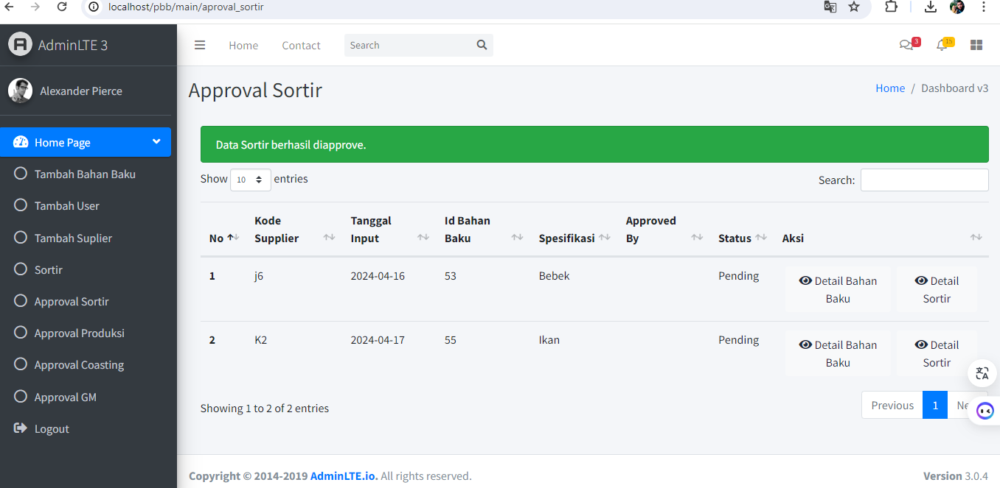 localhost/pbb/main/aproval_sortir
AdminLTE 3
Home
Contact
Search
3
15
Alexander Pierce
Approval Sortir
Home / Dashboard v3
Home Page
Tambah Bahan Baku
Tambah User
Tambah Suplier
Sortir
Approval Sortir
Approval Produksi
Approval Coasting
Approval GM
Logout
Data Sortir berhasil diapprove.
Show 10 entries
Search:
No
Kode
Supplier
Tanggal
Input
Id Bahan
Baku
Spesifikasi
Approved
By
Status
Aksi
1 j6 2024-04-16 53 Bebek Pending
Detail Bahan
Baku
Detail
Sortir
2 K2 2024-04-17 55 Ikan Pending
Detail Bahan
Baku
Detail
Sortir
Showing 1 to 2 of 2 entries
Previous 1
Copyright © 2014-2019 AdminLTE.io. All rights reserved.
Version 3.0.4